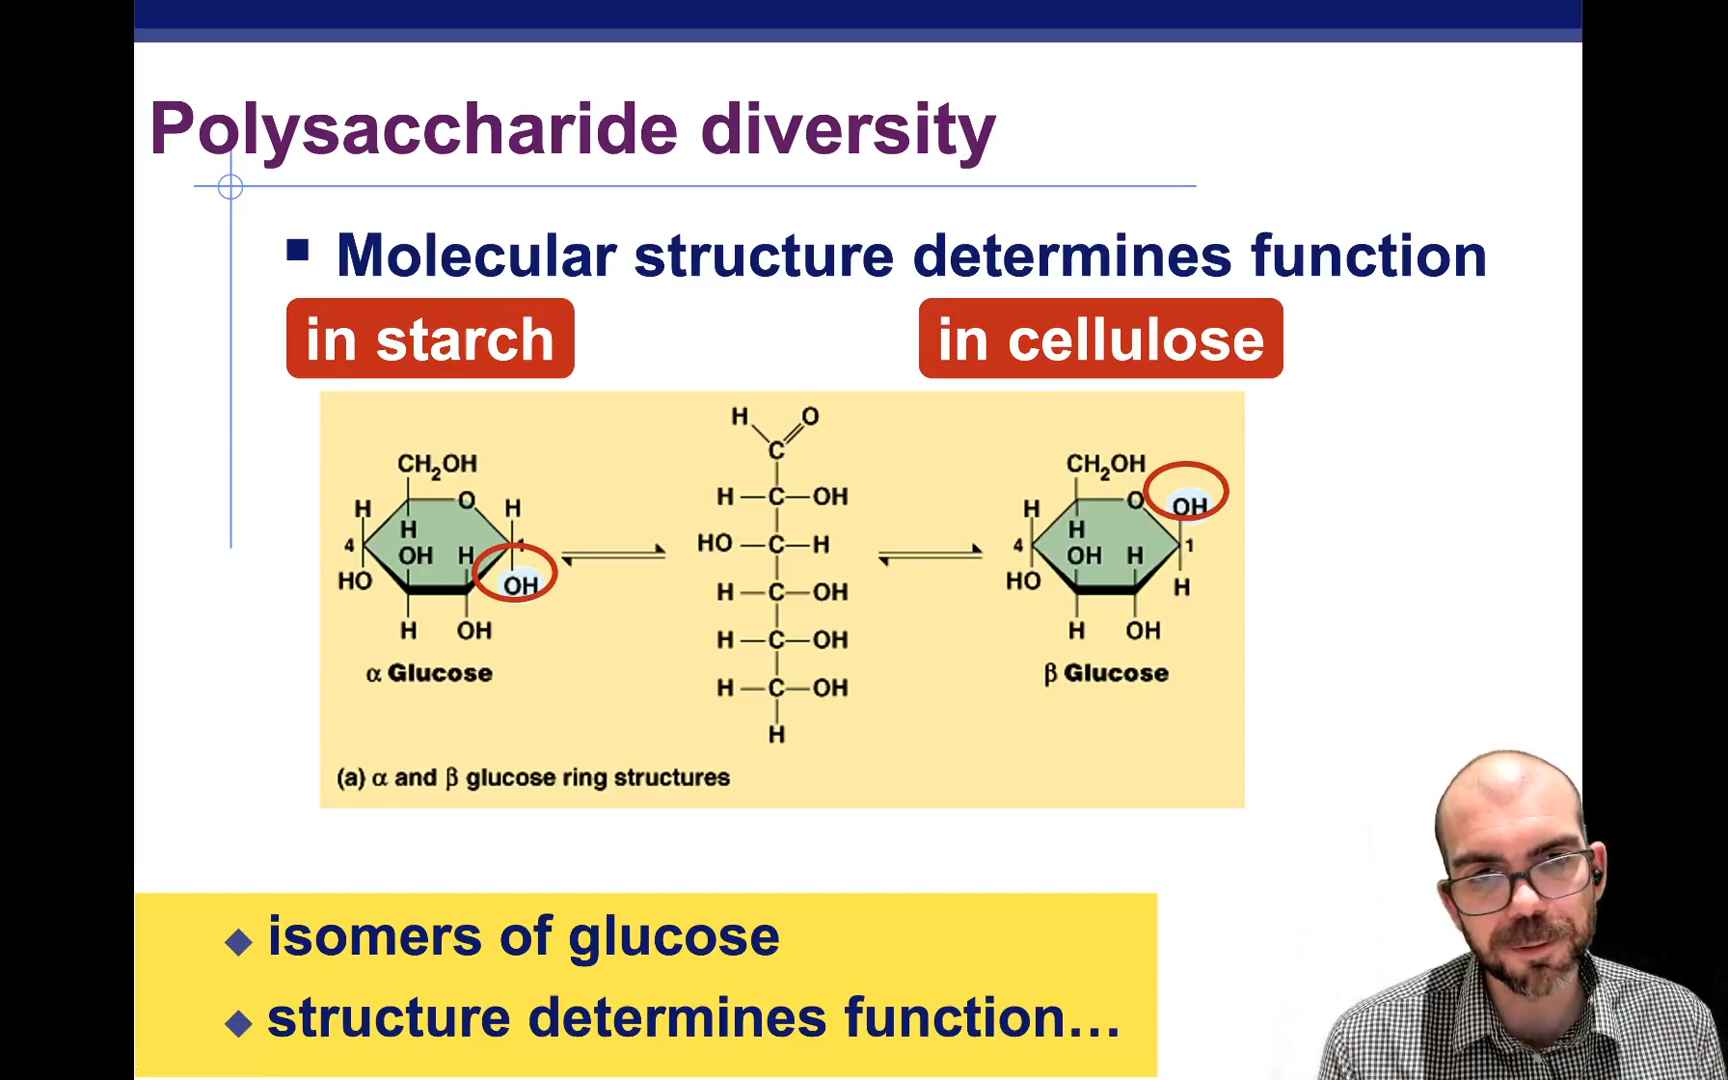 Polysaccharide diversity
Molecular structure determines function
in starch
in cellulose
CH2OH
H
O
H
H
4
OH
H
1
HO
OH
H
OH
α Glucose
H
O
C
H—C—OH
HO—C—H
H—C—OH
H—C—OH
H—C—OH
H
CH2OH
H
O
OH
H
4
OH
H
1
HO
H
H
OH
β Glucose
(a) α and β glucose ring structures
isomers of glucose
structure determines function…